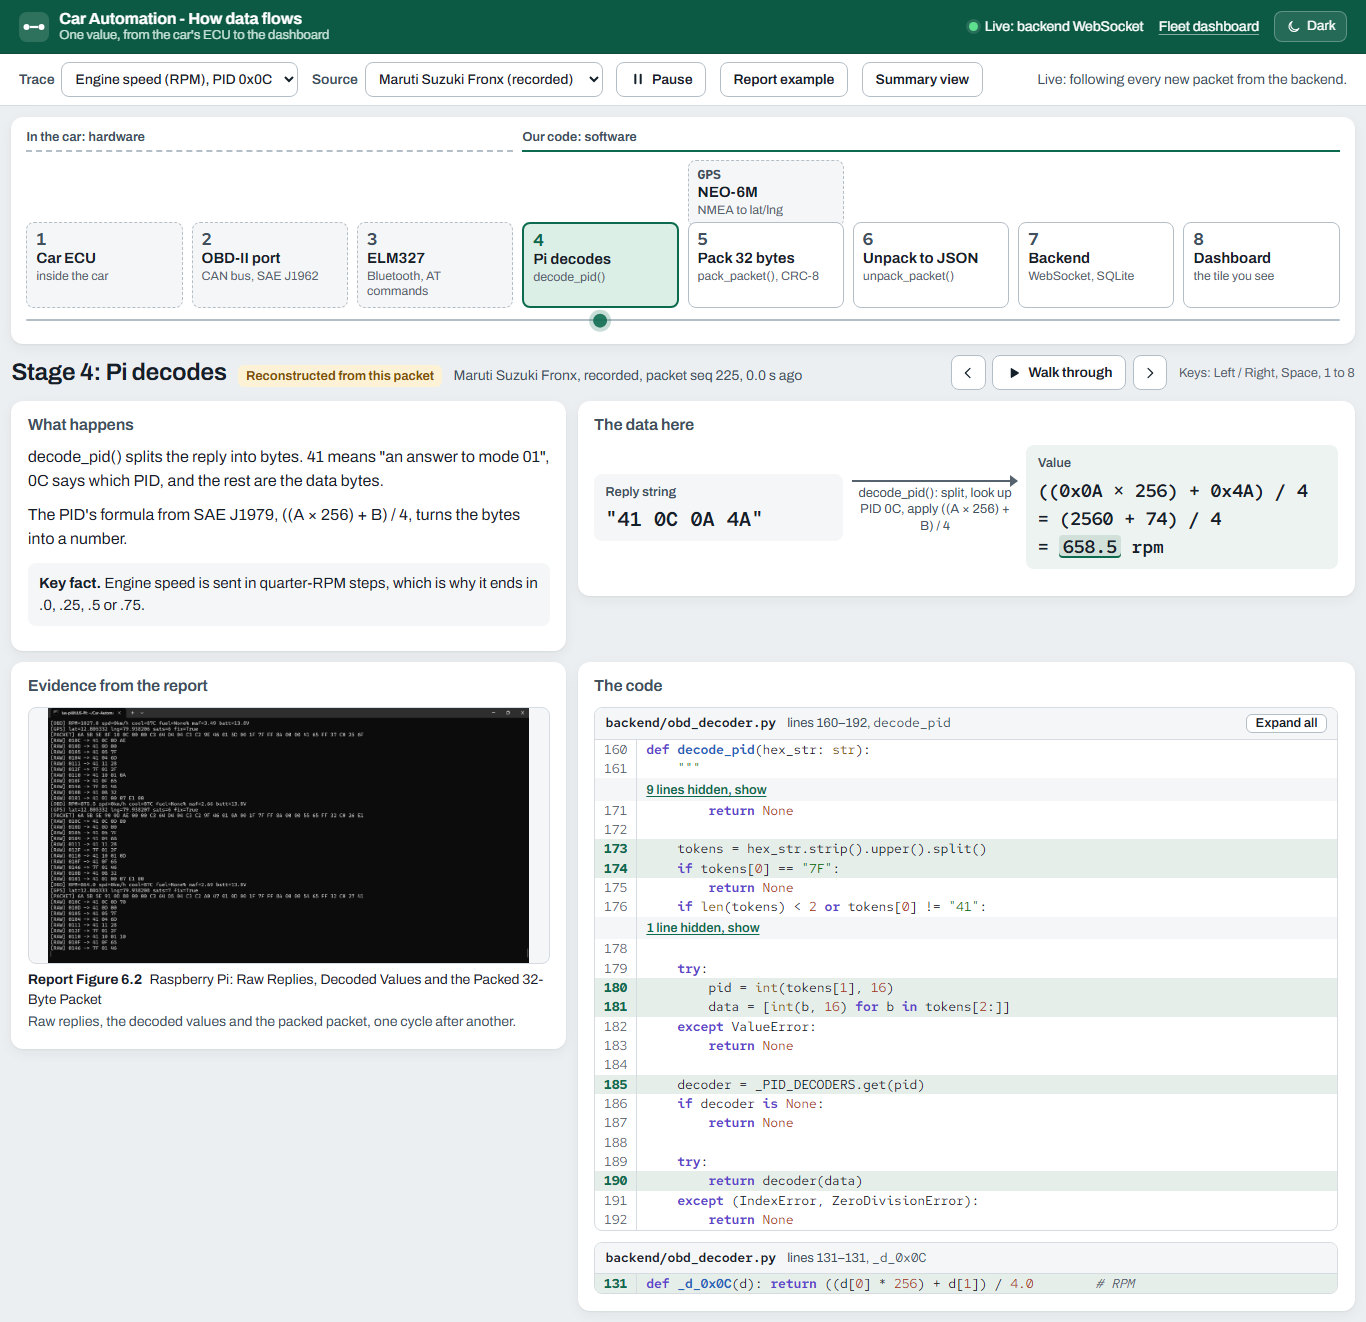 Car Automation - How data flows
One value, from the car's ECU to the dashboard
Live: backend WebSocket
Fleet dashboard
Dark
Trace
Engine speed (RPM), PID 0x0C
Source
Maruti Suzuki Fronx (recorded)
Pause
Report example
Summary view
Live: following every new packet from the backend.
In the car: hardware
Our code: software
GPS
NEO-6M
NMEA to lat/lng
1
Car ECU
inside the car
2
OBD-II port
CAN bus, SAE J1962
3
ELM327
Bluetooth, AT
commands
4
Pi decodes
decode_pid()
5
Pack 32 bytes
pack_packet(), CRC-8
6
Unpack to JSON
unpack_packet()
7
Backend
WebSocket, SQLite
8
Dashboard
the tile you see
Stage 4: Pi decodes
Reconstructed from this packet
Maruti Suzuki Fronx, recorded, packet seq 225, 0.0 s ago
Walk through
Keys: Left / Right, Space, 1 to 8
What happens
decode_pid() splits the reply into bytes. 41 means "an answer to mode 01",
0C says which PID, and the rest are the data bytes.
The PID's formula from SAE J1979, ((A × 256) + B) / 4, turns the bytes
into a number.
Key fact. Engine speed is sent in quarter-RPM steps, which is why it ends in
.0, .25, .5 or .75.
The data here
Reply string
"41 0C 0A 4A"
decode_pid(): split, look up
PID 0C, apply ((A × 256) +
B) / 4
Value
((0x0A × 256) + 0x4A) / 4
= (2560 + 74) / 4
= 658.5 rpm
Evidence from the report
Report Figure 6.2 Raspberry Pi: Raw Replies, Decoded Values and the Packed 32-
Byte Packet
Raw replies, the decoded values and the packed packet, one cycle after another.
The code
backend/obd_decoder.py lines 160–192, decode_pid
Expand all
160 def decode_pid(hex_str: str):
161 """
9 lines hidden, show
171 return None
172
173 tokens = hex_str.strip().upper().split()
174 if tokens[0] == "7F":
175 return None
176 if len(tokens) < 2 or tokens[0] != "41":
1 line hidden, show
178
179 try:
180 pid = int(tokens[1], 16)
181 data = [int(b, 16) for b in tokens[2:]]
182 except ValueError:
183 return None
184
185 decoder = _PID_DECODERS.get(pid)
186 if decoder is None:
187 return None
188
189 try:
190 return decoder(data)
191 except (IndexError, ZeroDivisionError):
192 return None
backend/obd_decoder.py lines 131–131, _d_0x0C
131 def _d_0x0C(d): return ((d[0] * 256) + d[1]) / 4.0 # RPM